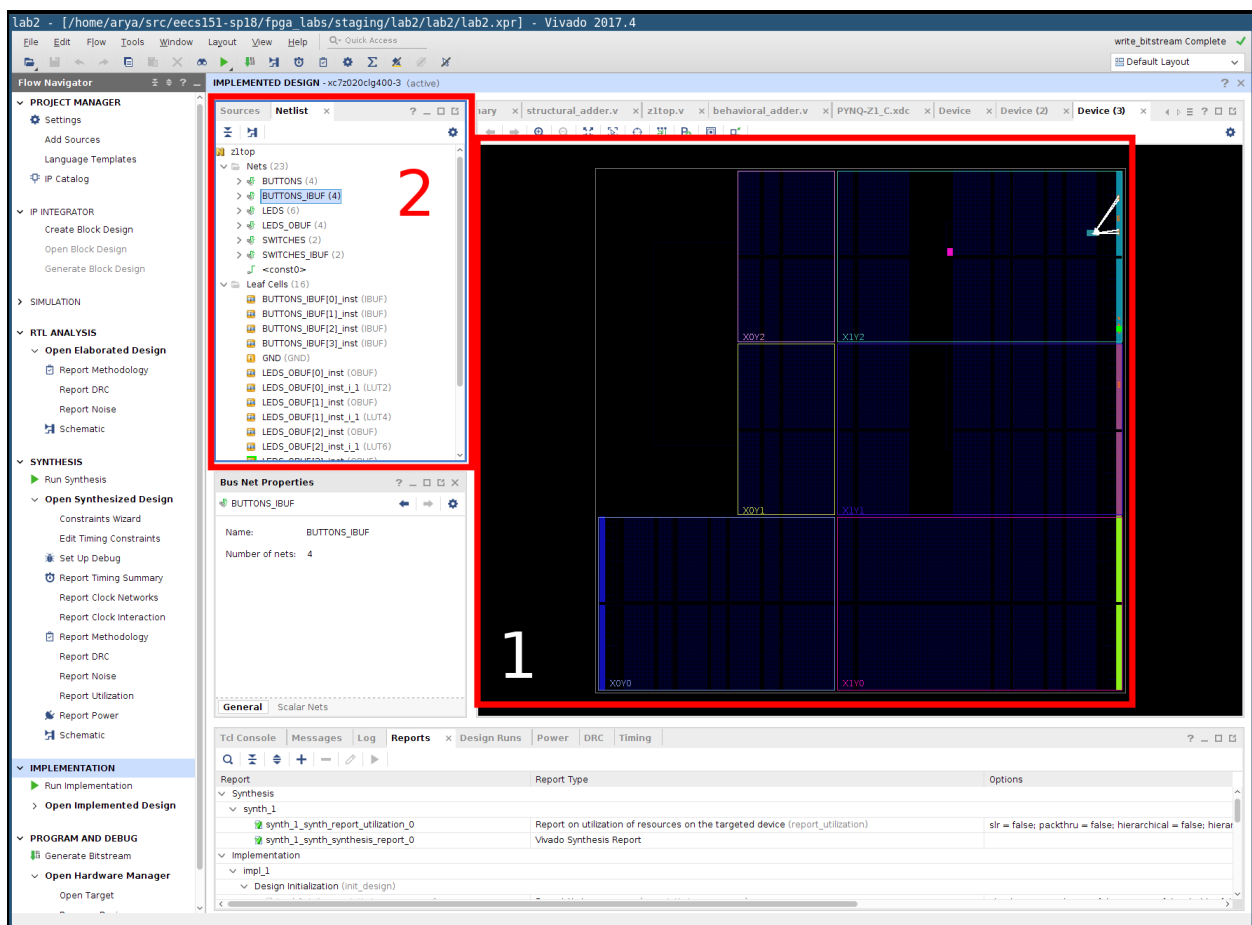 lab2 - [/home/arya/src/eecs151-sp18/fpga_labs/staging/lab2/lab2/lab2.xpr] - Vivado 2017.4
File Edit Flow Tools Window Layout View Help Quick Access
write_bitstream Complete
Default Layout
Flow Navigator
IMPLEMENTED DESIGN - xc7z020clg400-3 (active)
PROJECT MANAGER
Settings
Add Sources
Language Templates
IP Catalog
IP INTEGRATOR
Create Block Design
Open Block Design
Generate Block Design
SIMULATION
RTL ANALYSIS
Open Elaborated Design
Report Methodology
Report DRC
Report Noise
Schematic
SYNTHESIS
Run Synthesis
Open Synthesized Design
Constraints Wizard
Edit Timing Constraints
Set Up Debug
Report Timing Summary
Report Clock Networks
Report Clock Interaction
Report Methodology
Report DRC
Report Noise
Report Utilization
Report Power
Schematic
IMPLEMENTATION
Run Implementation
Open Implemented Design
PROGRAM AND DEBUG
Generate Bitstream
Open Hardware Manager
Open Target
Sources Netlist
z1top
Nets (23)
BUTTONS (4)
BUTTONS_IBUF (4)
LEDS (6)
LEDS_OBUF (4)
SWITCHES (2)
SWITCHES_IBUF (2)
<const0>
Leaf Cells (16)
BUTTONS_IBUF[0]_inst (IBUF)
BUTTONS_IBUF[1]_inst (IBUF)
BUTTONS_IBUF[2]_inst (IBUF)
BUTTONS_IBUF[3]_inst (IBUF)
GND (GND)
LEDS_OBUF[0]_inst (OBUF)
LEDS_OBUF[0]_inst_i_1 (LUT2)
LEDS_OBUF[1]_inst (OBUF)
LEDS_OBUF[1]_inst_i_1 (LUT4)
LEDS_OBUF[2]_inst (OBUF)
LEDS_OBUF[2]_inst_i_1 (LUT6)
2
Bus Net Properties
BUTTONS_IBUF
Name: BUTTONS_IBUF
Number of nets: 4
General Scalar Nets
structural_adder.v z1top.v behavioral_adder.v PYNQ-Z1_C.xdc Device Device (2) Device (3)
X0Y2 X1Y2
X0Y1 X1Y1
X0Y0 X1Y0
1
Tcl Console Messages Log Reports Design Runs Power DRC Timing
Report Report Type Options
Synthesis
synth_1
synth_1_synth_report_utilization_0 Report on utilization of resources on the targeted device (report_utilization) slr = false; packthru = false; hierarchical = false; hierar
synth_1_synth_synthesis_report_0 Vivado Synthesis Report
Implementation
impl_1
Design Initialization (init_design)